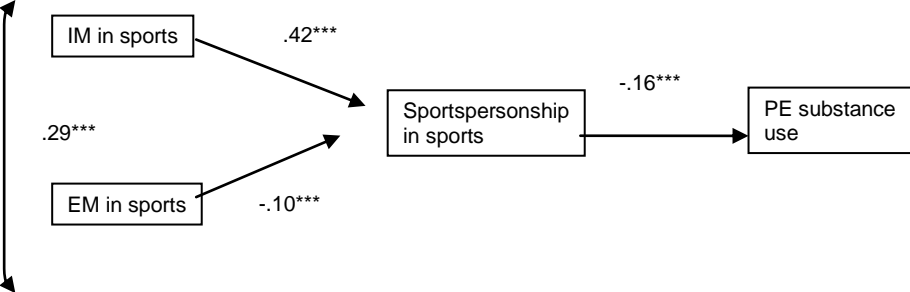 IM in sports
.42***
-.16***
Sportspersonship
in sports
PE substance
use
.29***
EM in sports
-.10***